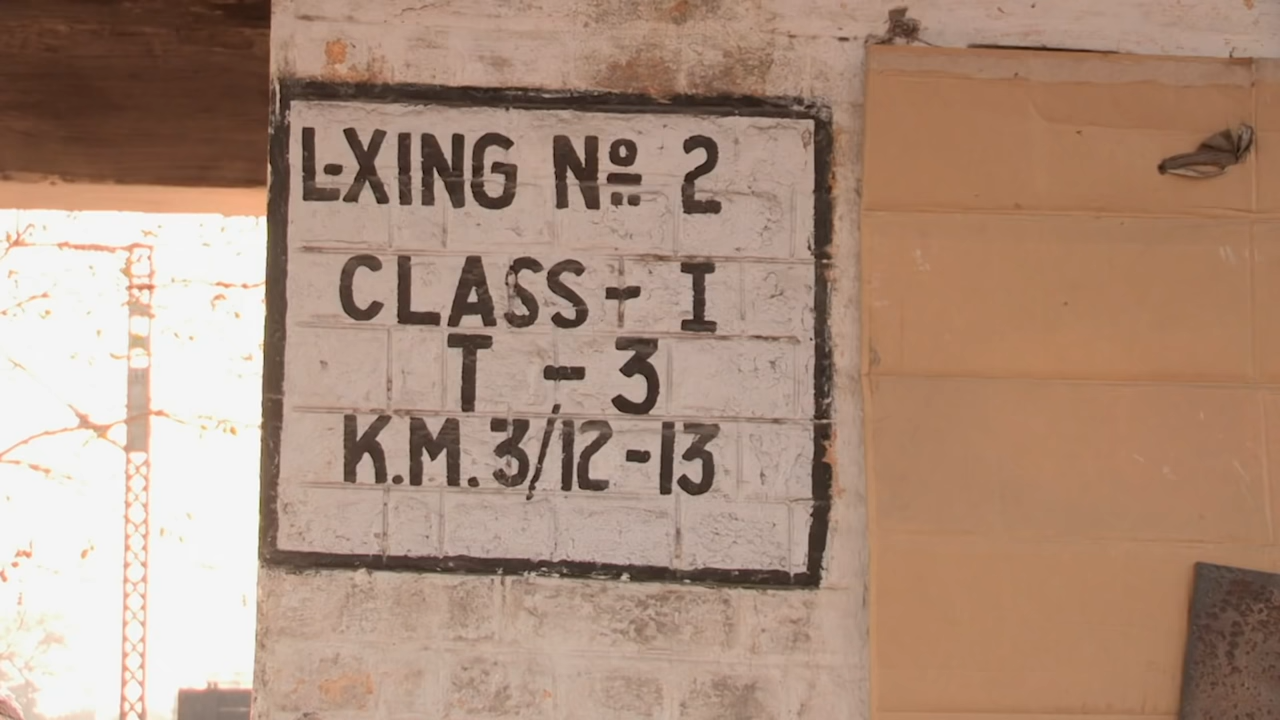 L-XING Nº 2
CLASS - I
T - 3
K.M. 3/12-13